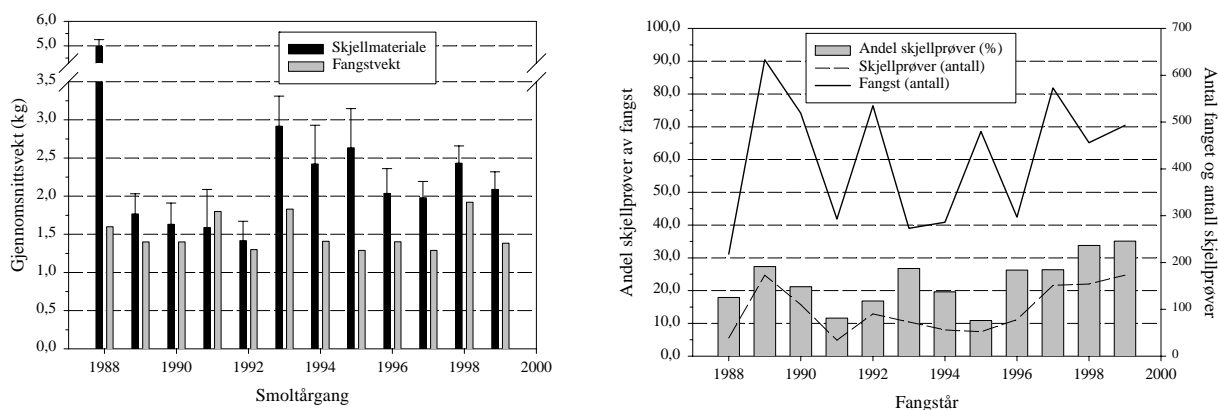 6,0
5,0
3,5
3,0
2,5
2,0
1,5
1,0
0,5
0,0
Gjennomsnittsvekt (kg)
Skjellmateriale
Fangstvekt
1988 1990 1992 1994 1996 1998 2000
Smoltårgang
100,0
90,0
80,0
70,0
60,0
50,0
40,0
30,0
20,0
10,0
0,0
Andel skjellprøver av fangst
Andel skjellprøver (%)
Skjellprøver (antall)
Fangst (antall)
700
600
500
400
300
200
100
0
Antal fanget og antall skjellprøver
1988 1990 1992 1994 1996 1998 2000
Fangstår